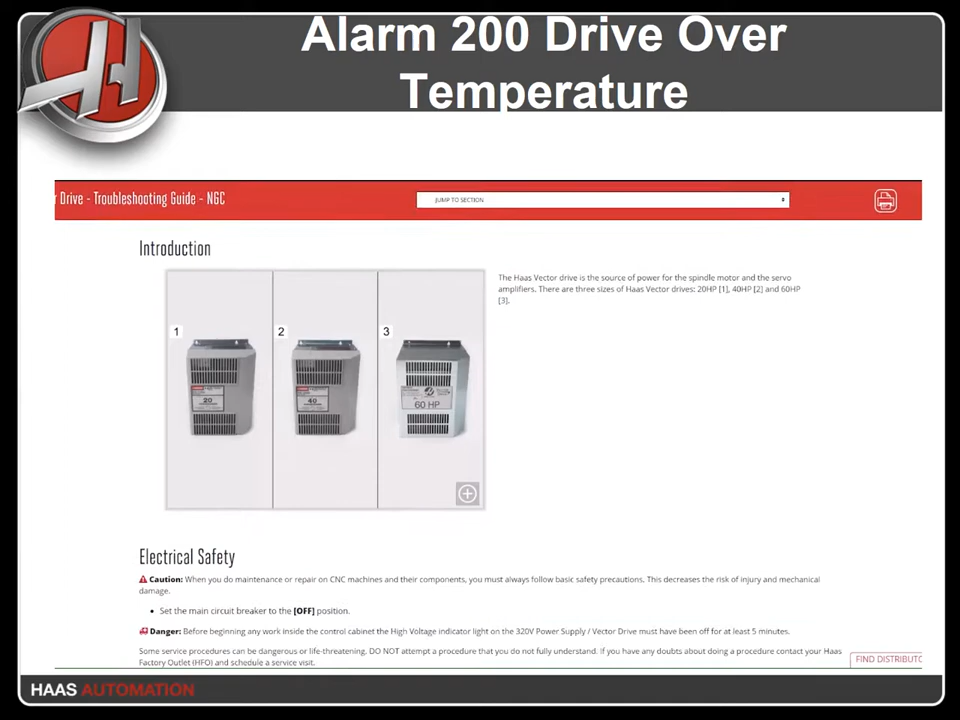 Alarm 200 Drive Over
Temperature
r Drive - Troubleshooting Guide - NGC
JUMP TO SECTION
Introduction
The Haas Vector drive is the source of power for the spindle motor and the servo
amplifiers. There are three sizes of Haas Vector drives: 20HP [1], 40HP [2] and 60HP
[3].
1
2
3
20
40
60 HP
Electrical Safety
Caution: When you do maintenance or repair on CNC machines and their components, you must always follow basic safety precautions. This decreases the risk of injury and mechanical
damage.
• Set the main circuit breaker to the [OFF] position.
Danger: Before beginning any work inside the control cabinet the High Voltage indicator light on the 320V Power Supply / Vector Drive must have been off for at least 5 minutes.
Some service procedures can be dangerous or life-threatening. DO NOT attempt a procedure that you do not fully understand. If you have any doubts about doing a procedure contact your Haas
Factory Outlet (HFO) and schedule a service visit.
FIND DISTRIBUTO
HAAS AUTOMATION